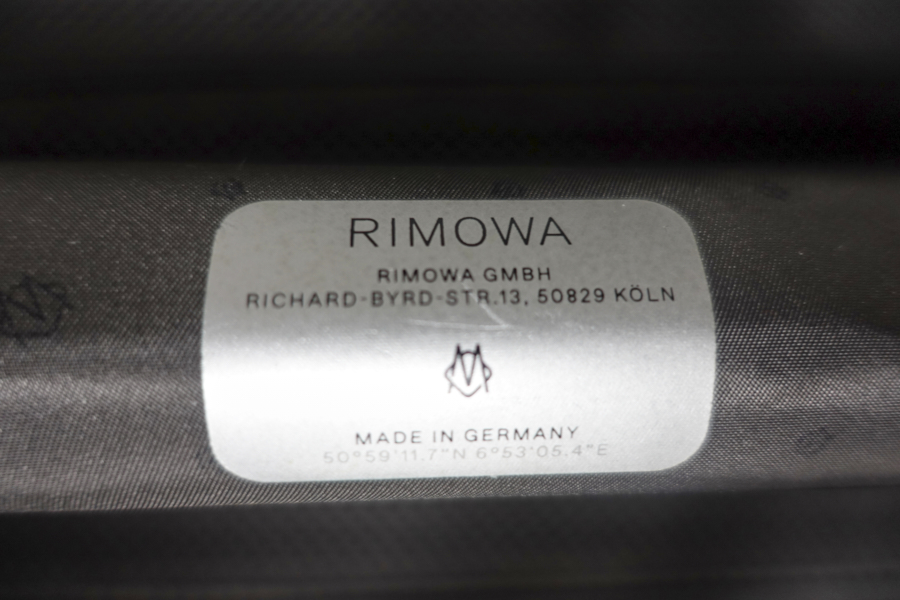 RIMOWA
RIMOWA GMBH
RICHARD-BYRD-STR.13, 50829 KÖLN
MADE IN GERMANY
50°59'11.7"N 6°53'05.4"E